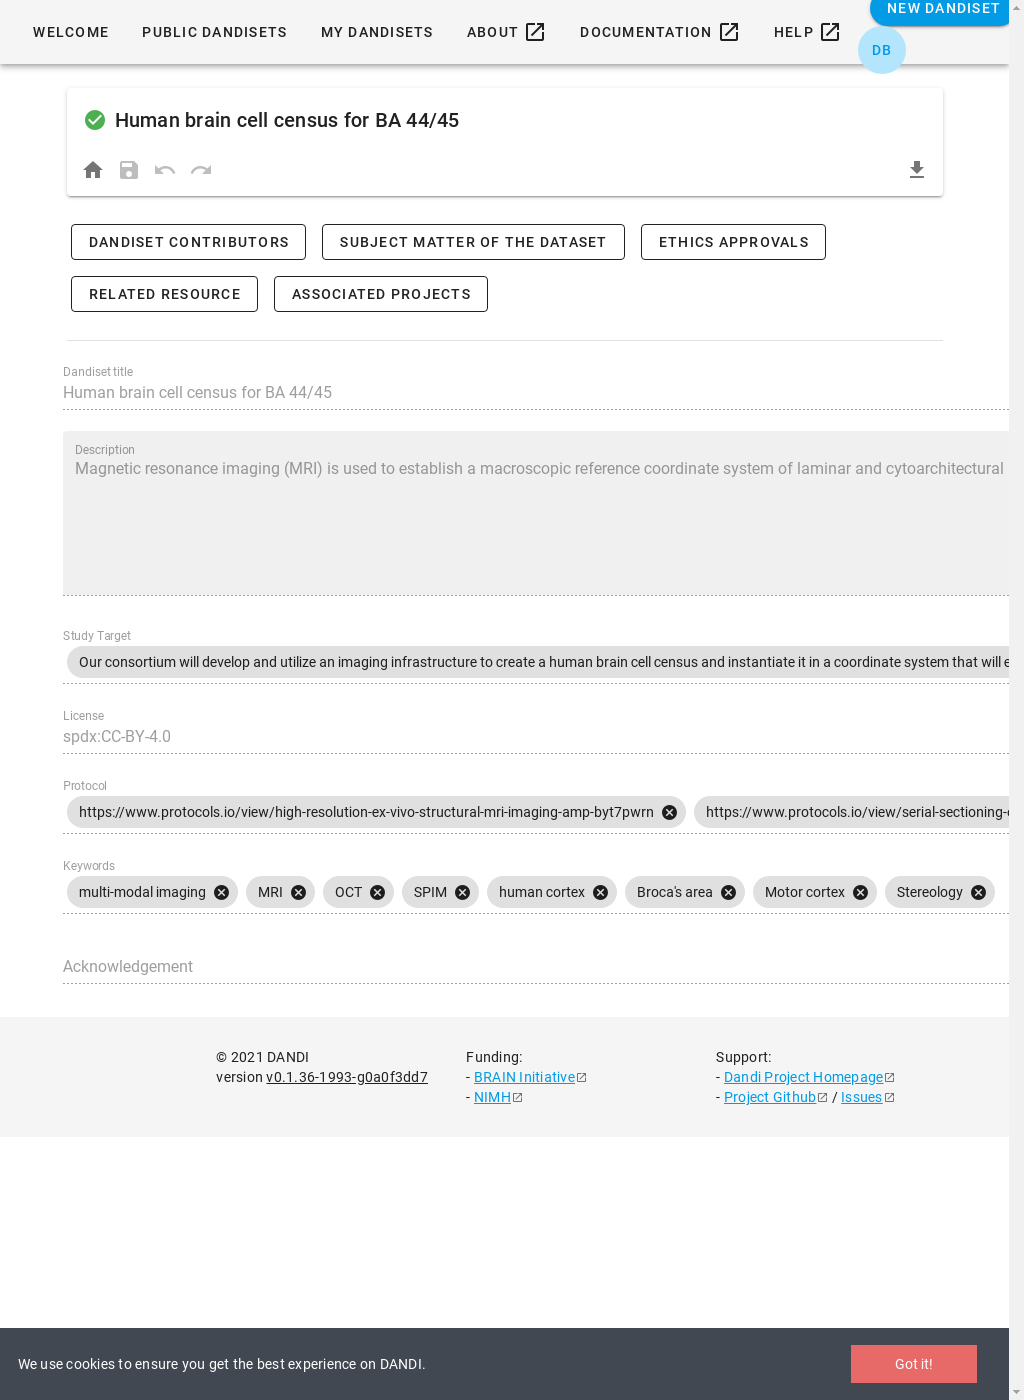 NEW DANDISET
WELCOME PUBLIC DANDISETS MY DANDISETS ABOUT DOCUMENTATION HELP
DB
Human brain cell census for BA 44/45
DANDISET CONTRIBUTORS SUBJECT MATTER OF THE DATASET ETHICS APPROVALS
RELATED RESOURCE ASSOCIATED PROJECTS
Dandiset title
Human brain cell census for BA 44/45
Description
Magnetic resonance imaging (MRI) is used to establish a macroscopic reference coordinate system of laminar and cytoarchitectural
Study Target
Our consortium will develop and utilize an imaging infrastructure to create a human brain cell census and instantiate it in a coordinate system that will
License
spdx:CC-BY-4.0
Protocol
https://www.protocols.io/view/high-resolution-ex-vivo-structural-mri-imaging-amp-byt7pwrn https://www.protocols.io/view/serial-sectioning-
Keywords
multi-modal imaging MRI OCT SPIM human cortex Broca's area Motor cortex Stereology
Acknowledgement
© 2021 DANDI Funding: Support:
version v0.1.36-1993-g0a0f3dd7 - BRAIN Initiative - Dandi Project Homepage
- NIMH - Project Github / Issues
We use cookies to ensure you get the best experience on DANDI. Got it!